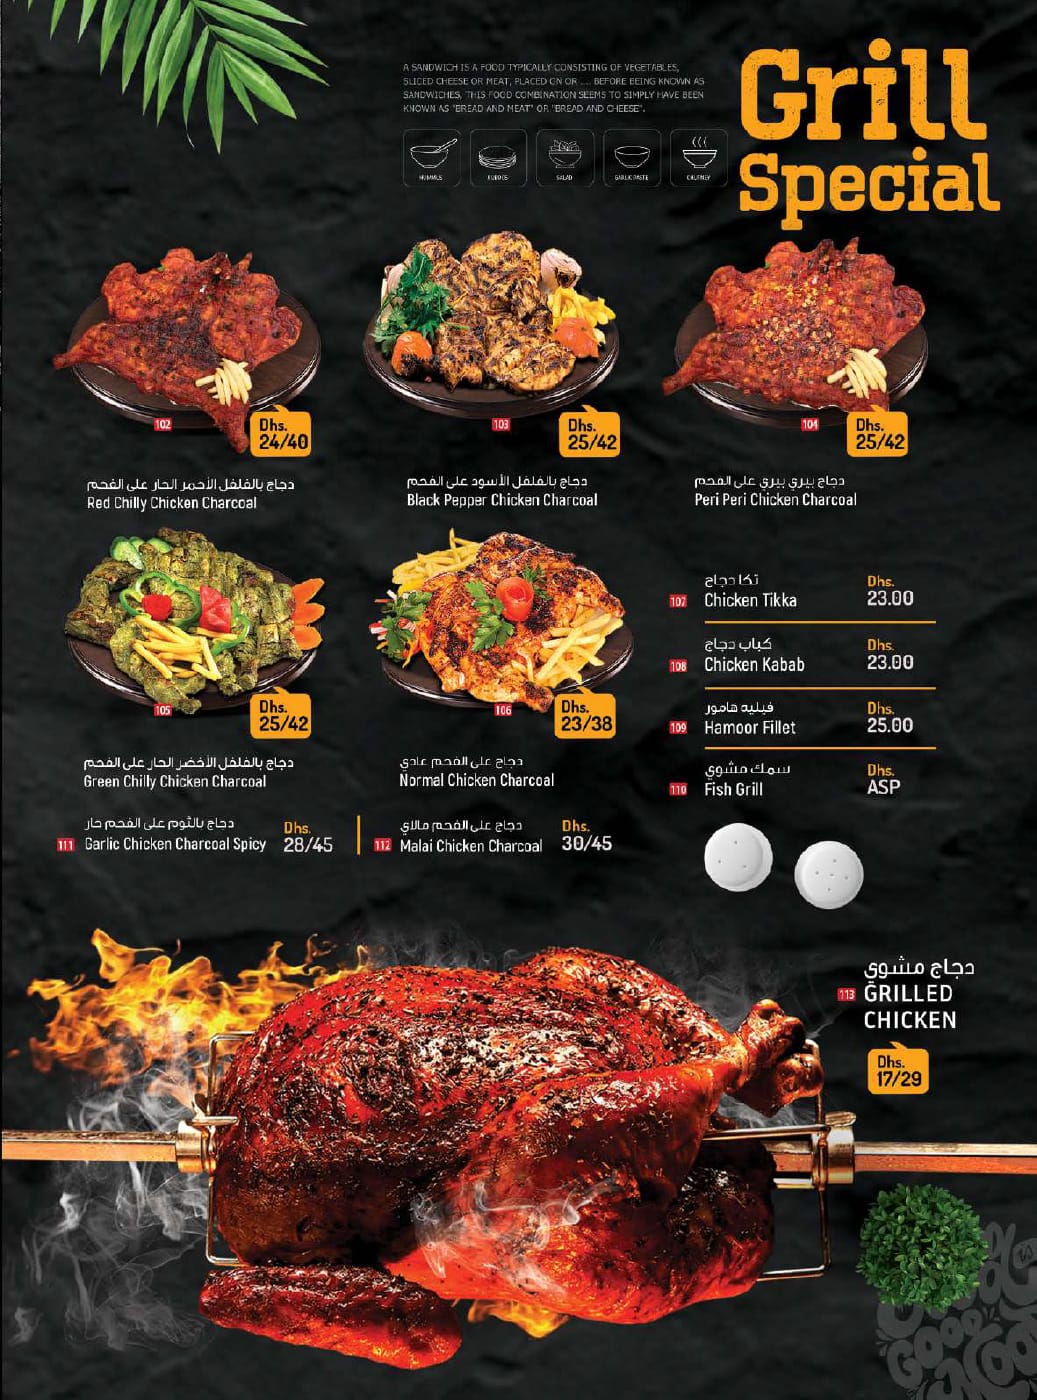 A SANDWICH IS A FOOD TYPICALLY CONSISTING OF VEGETABLES,
SLICED CHEESE OR MEAT, PLACED ON OR .... BEFORE BEING KNOWN AS
SANDWICHES, THIS FOOD COMBINATION SEEMS TO SIMPLY HAVE BEEN
KNOWN AS "BREAD AND MEAT" OR "BREAD AND CHEESE".
Grill
Special
HUMMUS
KUBOOS
SALAD
GARLIC PASTE
CHUTNEY
102
Dhs.
24/40
دجاج بالفلفل الأحمر الحار على الفحم
Red Chilly Chicken Charcoal
103
Dhs.
25/42
دجاج بالفلفل الأسود على الفحم
Black Pepper Chicken Charcoal
104
Dhs.
25/42
دجاج بيري بيري على الفحم
Peri Peri Chicken Charcoal
105
Dhs.
25/42
دجاج بالفلفل الأخضر الحار على الفحم
Green Chilly Chicken Charcoal
106
Dhs.
23/38
دجاج على الفحم عادي
Normal Chicken Charcoal
تكا دجاج
107 Chicken Tikka
Dhs.
23.00
كباب دجاج
108 Chicken Kabab
Dhs.
23.00
فيليه هامور
109 Hamoor Fillet
Dhs.
25.00
سمك مشوي
110 Fish Grill
Dhs.
ASP
دجاج بالثوم على الفحم حار
111 Garlic Chicken Charcoal Spicy
Dhs.
28/45
دجاج على الفحم مالاي
112 Malai Chicken Charcoal
Dhs.
30/45
دجاج مشوي
113 GRILLED
CHICKEN
Dhs.
17/29